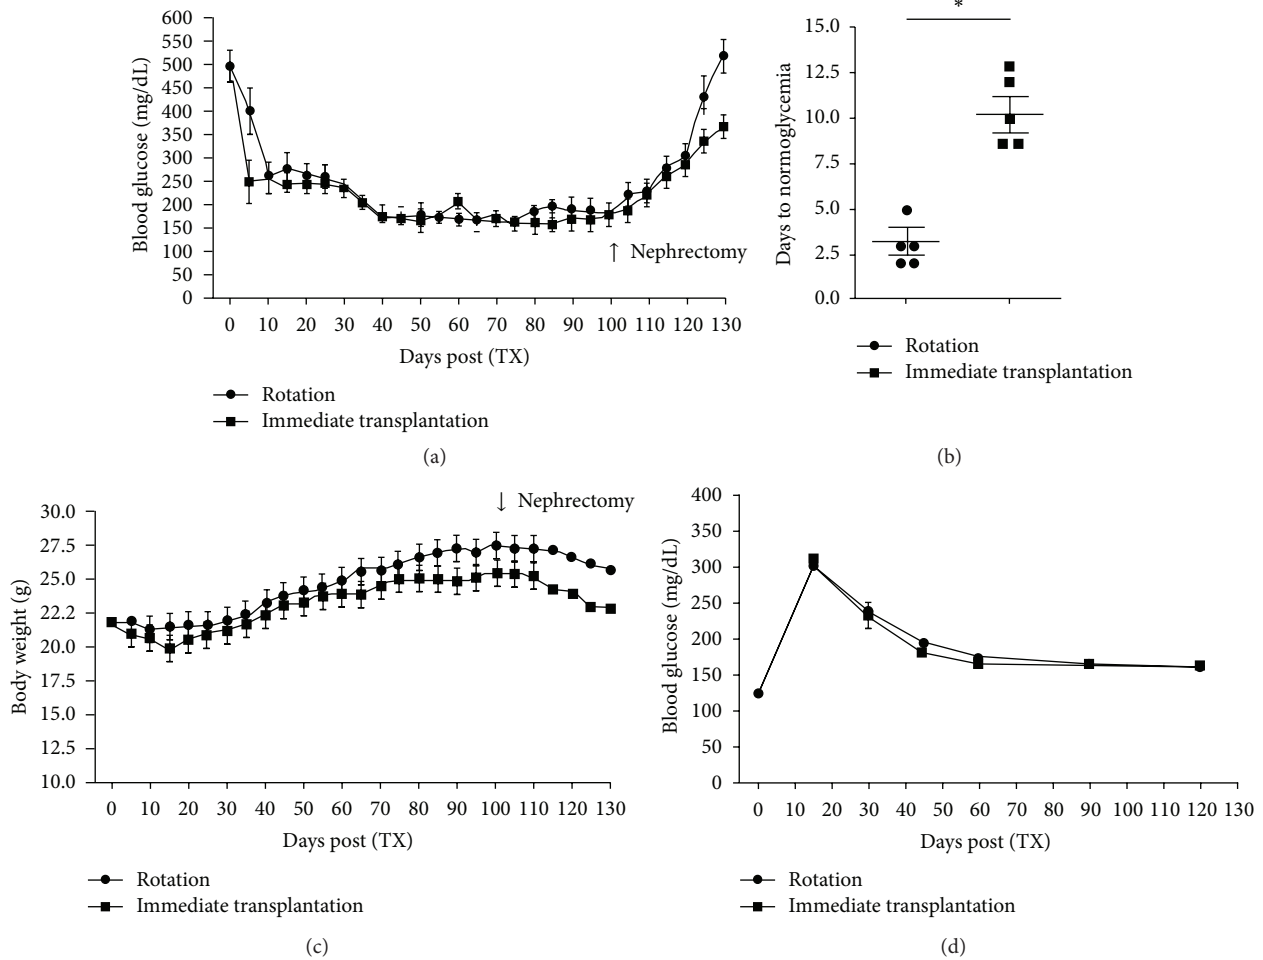 600
550
500
450
400
350
300
250
200
150
100
50
0
Blood glucose (mg/dL)
↑ Nephrectomy
0 10 20 30 40 50 60 70 80 90 100 110 120 130
Days post (TX)
Rotation
Immediate transplantation
(a)
*
15.0
12.5
10.0
7.5
5.0
2.5
0.0
Days to normoglycemia
Rotation
Immediate transplantation
(b)
↓ Nephrectomy
30.0
27.5
25.0
22.2
20.0
17.5
15.0
12.5
10.0
Body weight (g)
0 10 20 30 40 50 60 70 80 90 100 110 120 130
Days post (TX)
Rotation
Immediate transplantation
(c)
400
350
300
250
200
150
100
50
0
Blood glucose (mg/dL)
0 10 20 30 40 50 60 70 80 90 100 110 120 130
Days post (TX)
Rotation
Immediate transplantation
(d)